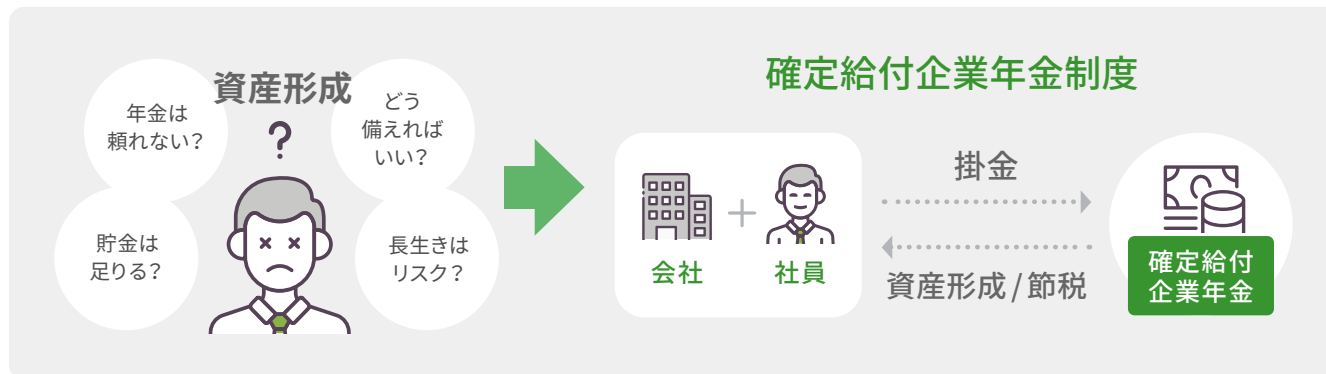 資産形成
?
年金は
頼れない?
どう
備えれば
いい?
貯金は
足りる?
長生きは
リスク?
確定給付企業年金制度
会社
+
社員
掛金
資産形成/節税
確定給付
企業年金